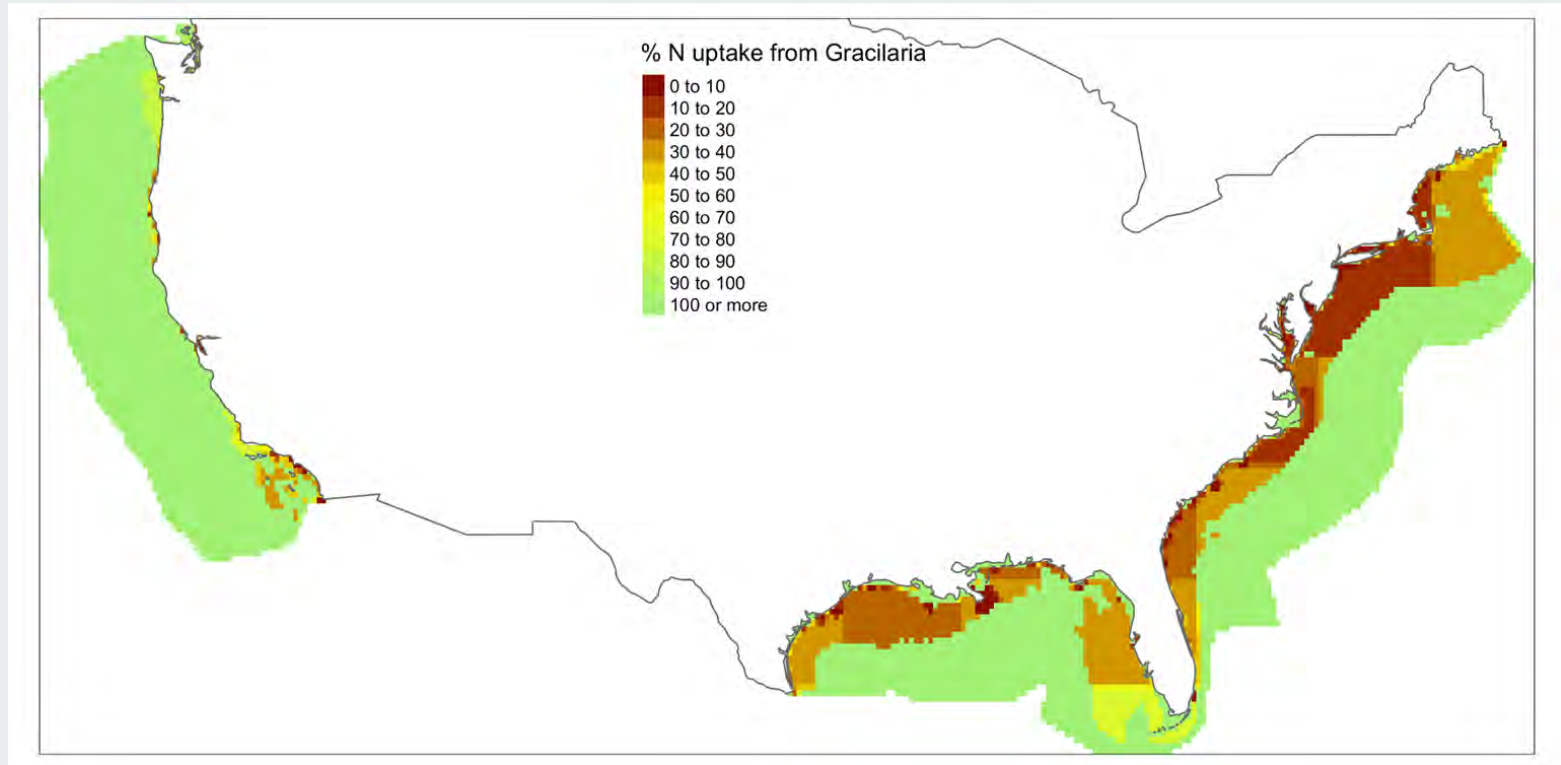 % N uptake from Gracilaria
0 to 10
10 to 20
20 to 30
30 to 40
40 to 50
50 to 60
60 to 70
70 to 80
80 to 90
90 to 100
100 or more